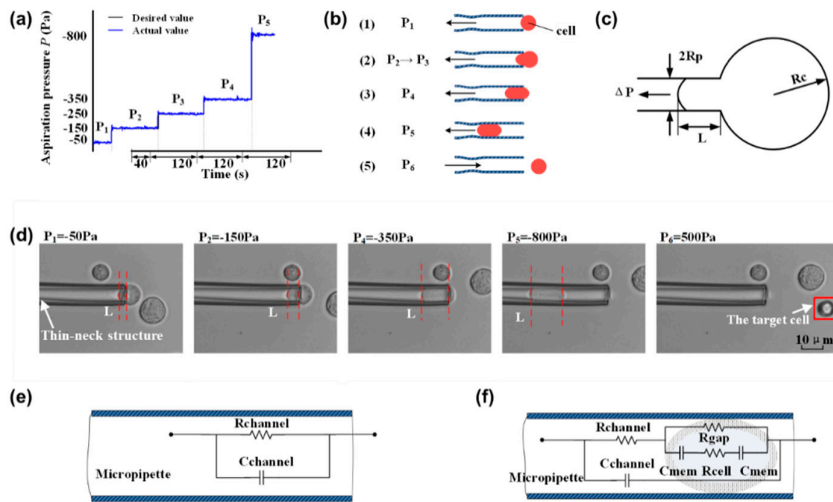 (a)
Desired value
Actual value
Aspiration pressure P (Pa)
-800
-350
-250
-150
-50
P₁
P₂
P₃
P₄
P₅
40
120
120
120
Time (s)
(b)
(1) P₁
cell
(2) P₂→ P₃
(3) P₄
(4) P₅
(5) P₆
(c)
2Rp
Rc
ΔP
L
(d)
P₁=-50Pa
P₂=-150Pa
P₄=-350Pa
P₅=-800Pa
P₆=500Pa
L
L
L
L
Thin-neck structure
The target cell
10 μm
(e)
Rchannel
Cchannel
Micropipette
(f)
Rchannel
Rgap
Cchannel
Cmem Rcell Cmem
Micropipette